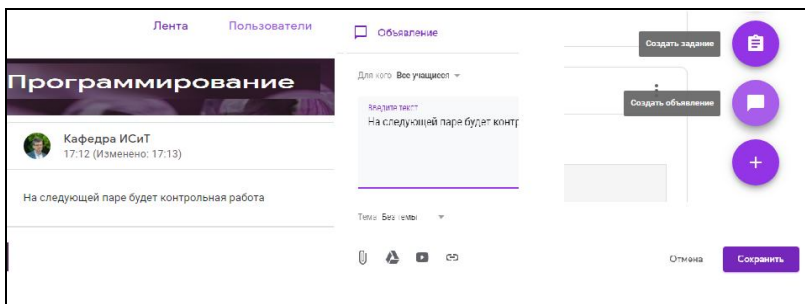 Лента Пользователи
Программирование
Кафедра ИСиТ
17:12 (Изменено: 17:13)
На следующей паре будет контрольная работа
Объявление
Для кого Все учащиеся
Введите текст
На следующей паре будет контр
Тема Без темы
Создать задание
Создать объявление
Отмена
Сохранить